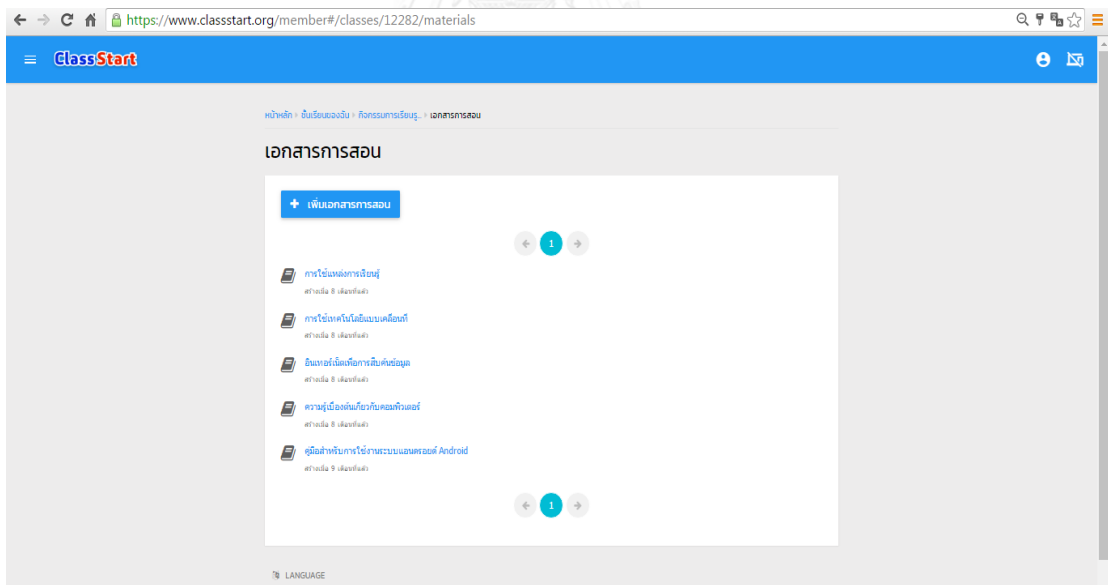 https://www.classstart.org/member#/classes/12282/materials
ClassStart
หน้าหลัก › ชั้นเรียนของฉัน › กิจกรรมการเรียนรู้... › เอกสารการสอน
เอกสารการสอน
+ เพิ่มเอกสารการสอน
1
การใช้แหล่งการเรียนรู้
สร้างเมื่อ 8 เดือนที่แล้ว
การใช้เทคโนโลยีแบบเคลื่อนที่
สร้างเมื่อ 8 เดือนที่แล้ว
อินเทอร์เน็ตเพื่อการสืบค้นข้อมูล
สร้างเมื่อ 8 เดือนที่แล้ว
ความรู้เบื้องต้นเกี่ยวกับคอมพิวเตอร์
สร้างเมื่อ 8 เดือนที่แล้ว
คู่มือสำหรับการใช้งานระบบแอนดรอยด์ Android
สร้างเมื่อ 9 เดือนที่แล้ว
1
LANGUAGE